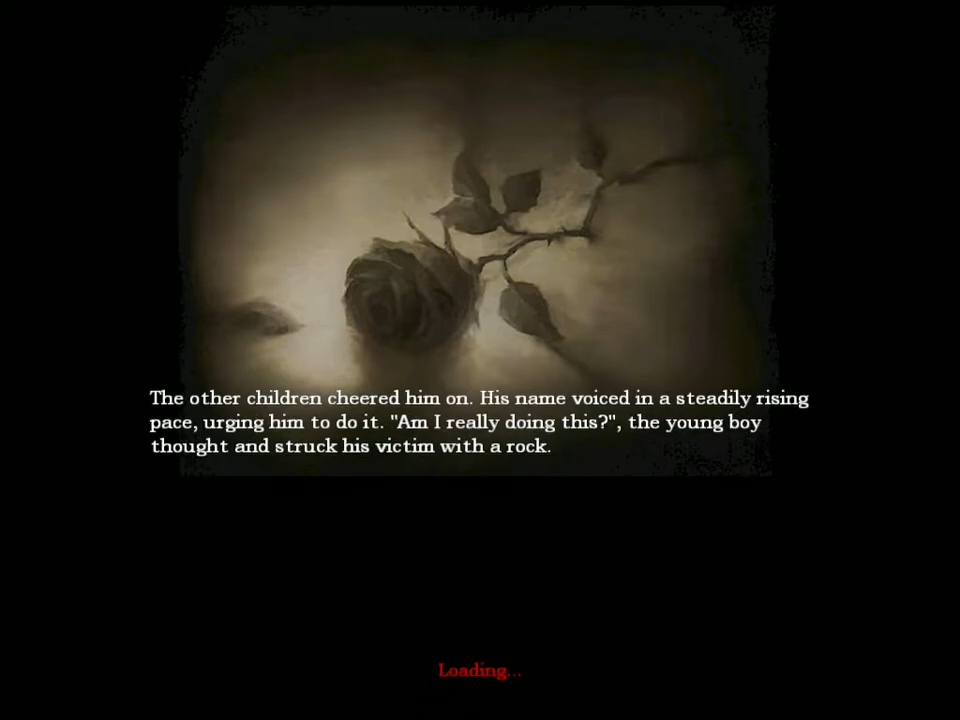 The other children cheered him on. His name voiced in a steadily rising
pace, urging him to do it. "Am I really doing this?", the young boy
thought and struck his victim with a rock.
Loading...